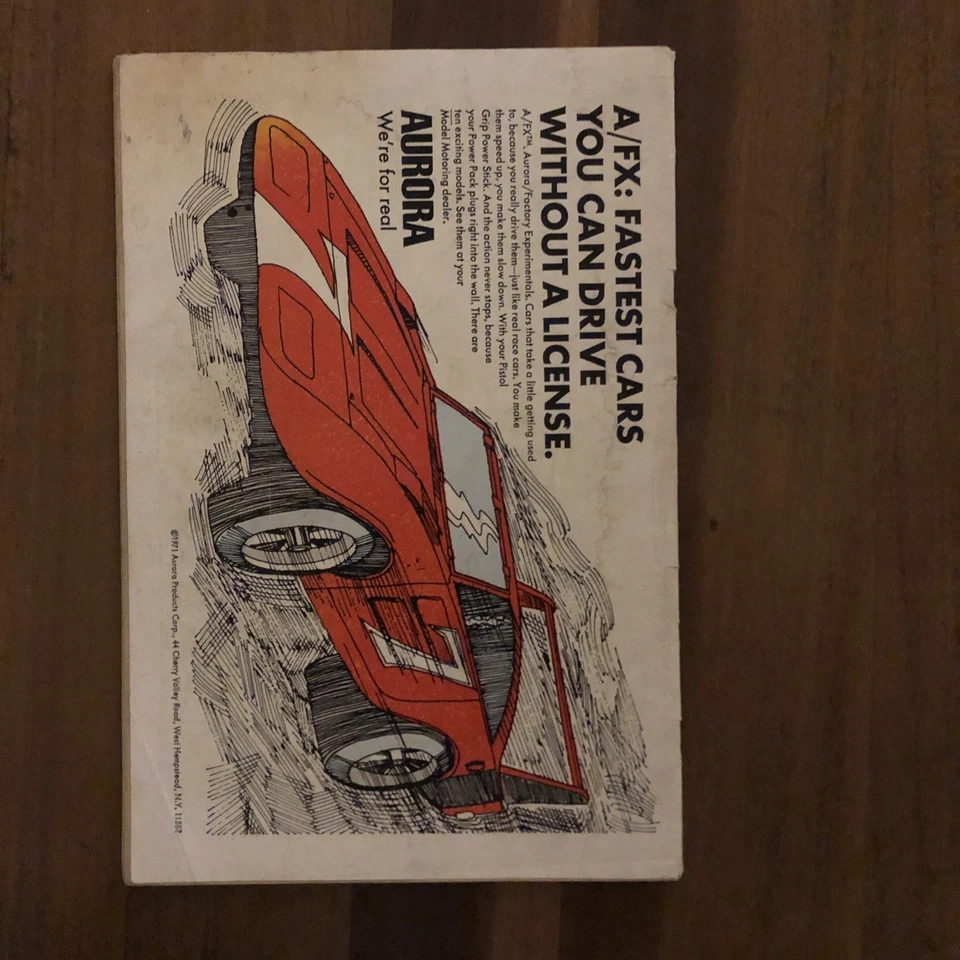 A/FX: FASTEST CARS
YOU CAN DRIVE
WITHOUT A LICENSE.
A/FX™. Aurora/Factory Experimentals. Cars that take a little getting used
to, because you really drive them—just like real race cars. You make
them speed up, you make them slow down. With your Pistol
Grip Power Stick. And the action never stops, because
your Power Pack plugs right into the wall. There are
ten exciting models. See them at your
Model Motoring dealer.
AURORA
We're for real
©1971 Aurora Products Corp., 44 Cherry Valley Road, West Hempstead, N.Y. 11552